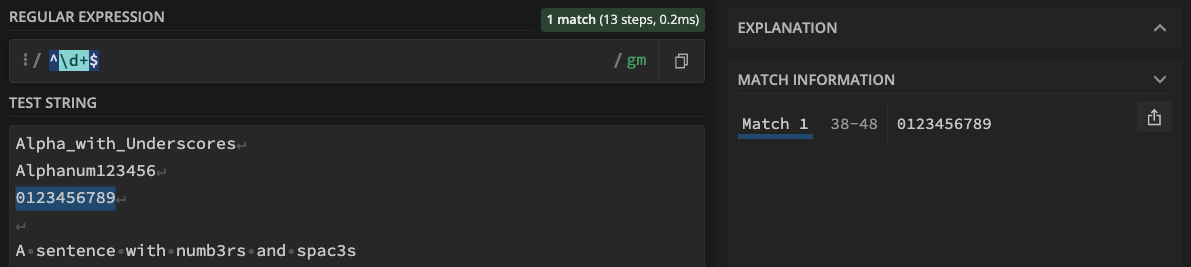 REGULAR EXPRESSION
1 match (13 steps, 0.2ms)
/ ^\d+$
/ gm
TEST STRING
Alpha_with_Underscores↵
Alphanum123456↵
0123456789↵
↵
A•sentence•with•numb3rs•and•spac3s
EXPLANATION
MATCH INFORMATION
Match 1 38-48 0123456789